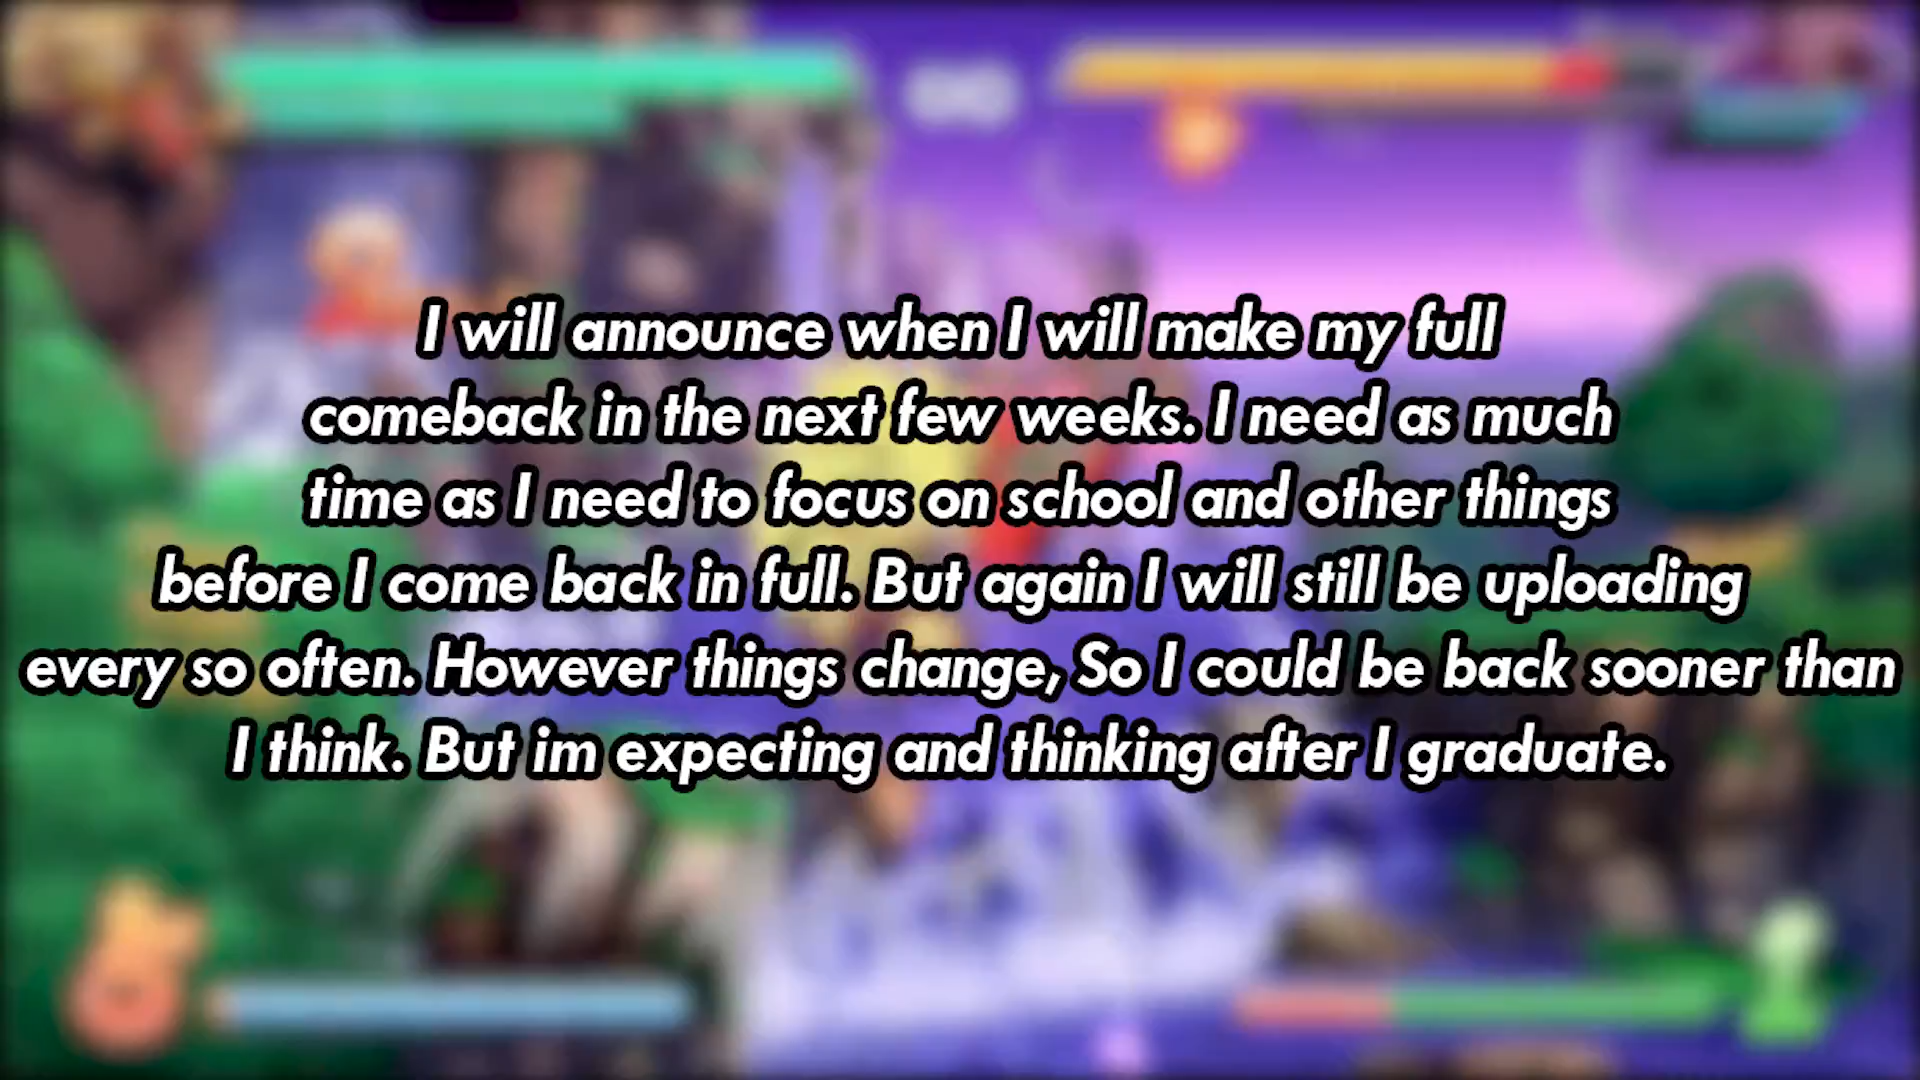 I will announce when I will make my full
comeback in the next few weeks. I need as much
time as I need to focus on school and other things
before I come back in full. But again I will still be uploading
every so often. However things change, So I could be back sooner than
I think. But im expecting and thinking after I graduate.